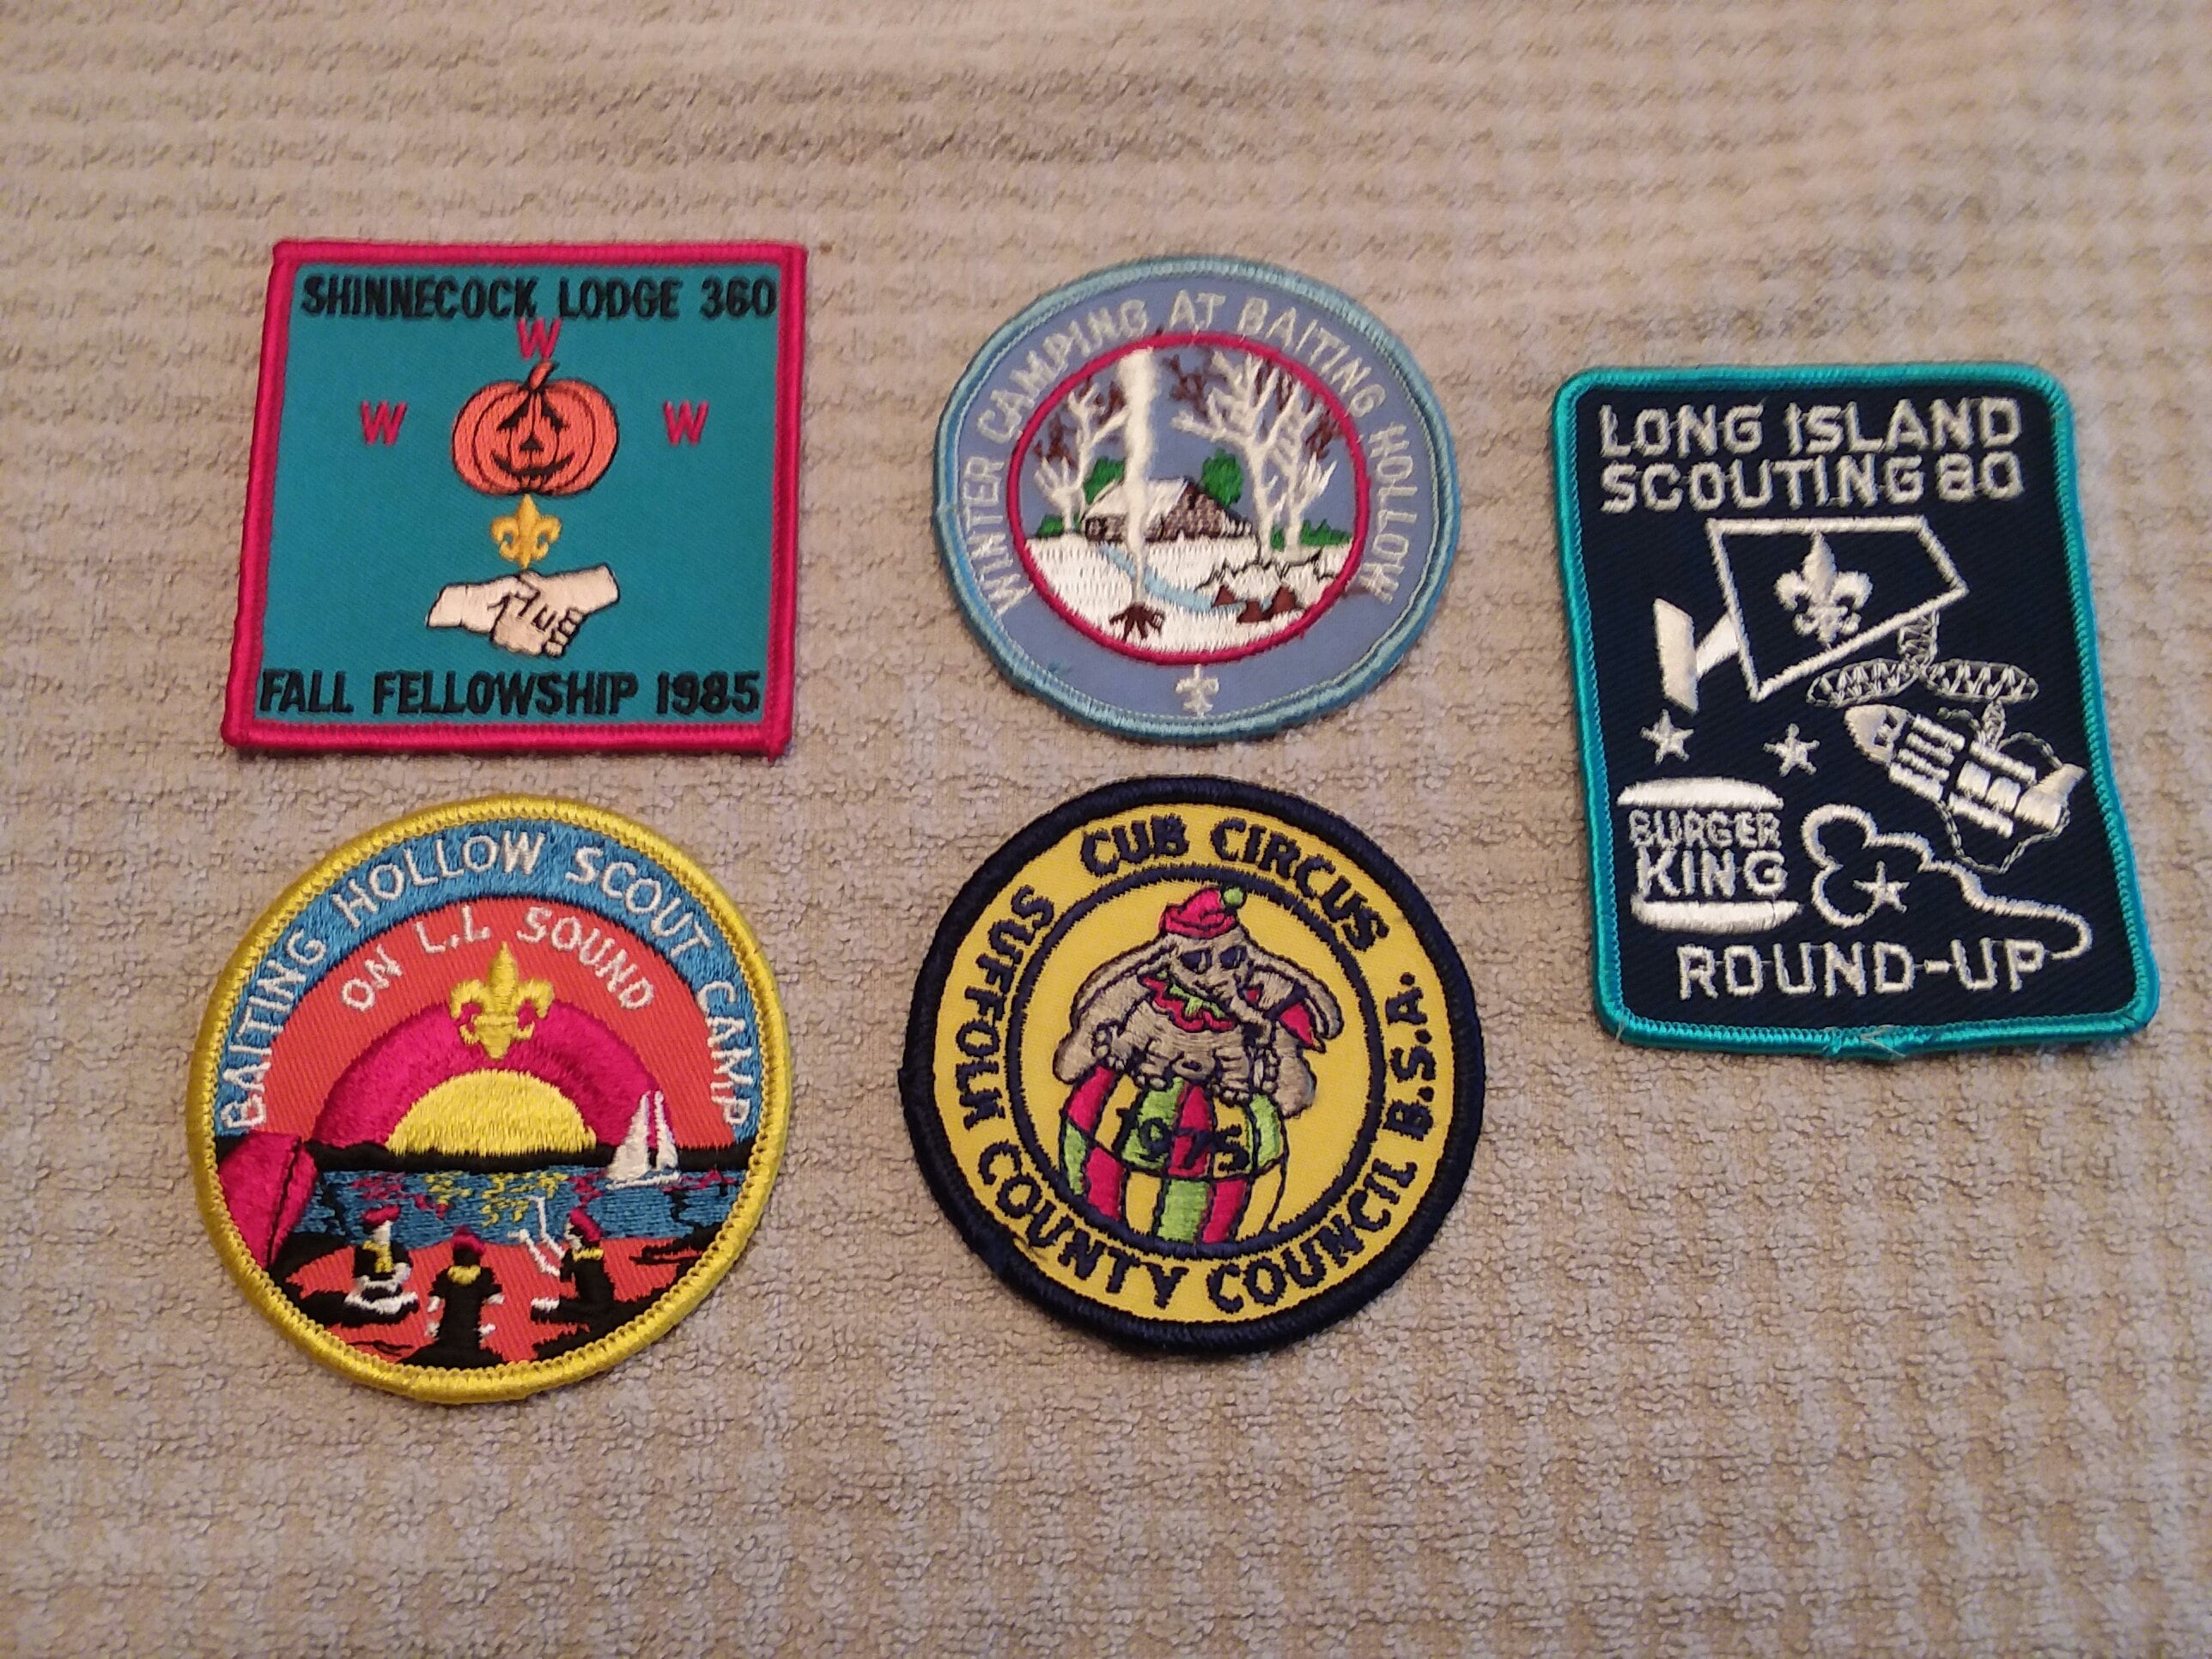 SHINNECOCK LODGE 360
W
W W
FALL FELLOWSHIP 1985
WINTER CAMPING AT BAITING HOLLOW
LONG ISLAND
SCOUTING 80
BURGER
KING
ROUND-UP
BAITING HOLLOW SCOUT CAMP
ON L.I. SOUND
CUB CIRCUS
1975
SUFFOLK COUNTY COUNCIL B.S.A.